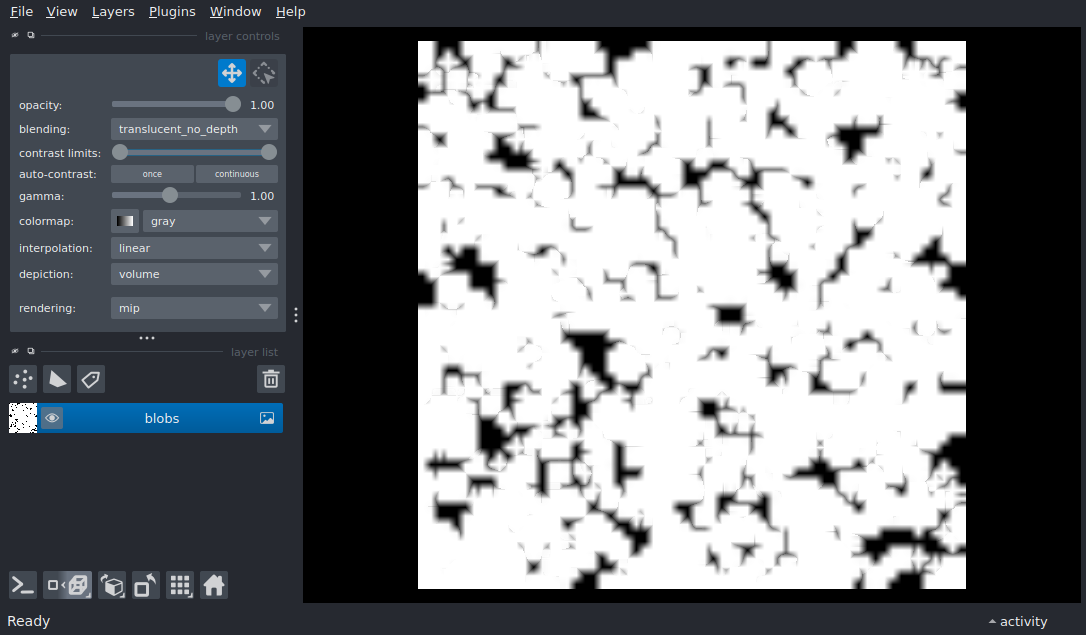 File View Layers Plugins Window Help
layer controls
opacity: 1.00
blending: translucent_no_depth
contrast limits:
auto-contrast: once continuous
gamma: 1.00
colormap: gray
interpolation: linear
depiction: volume
rendering: mip
layer list
blobs
Ready
activity